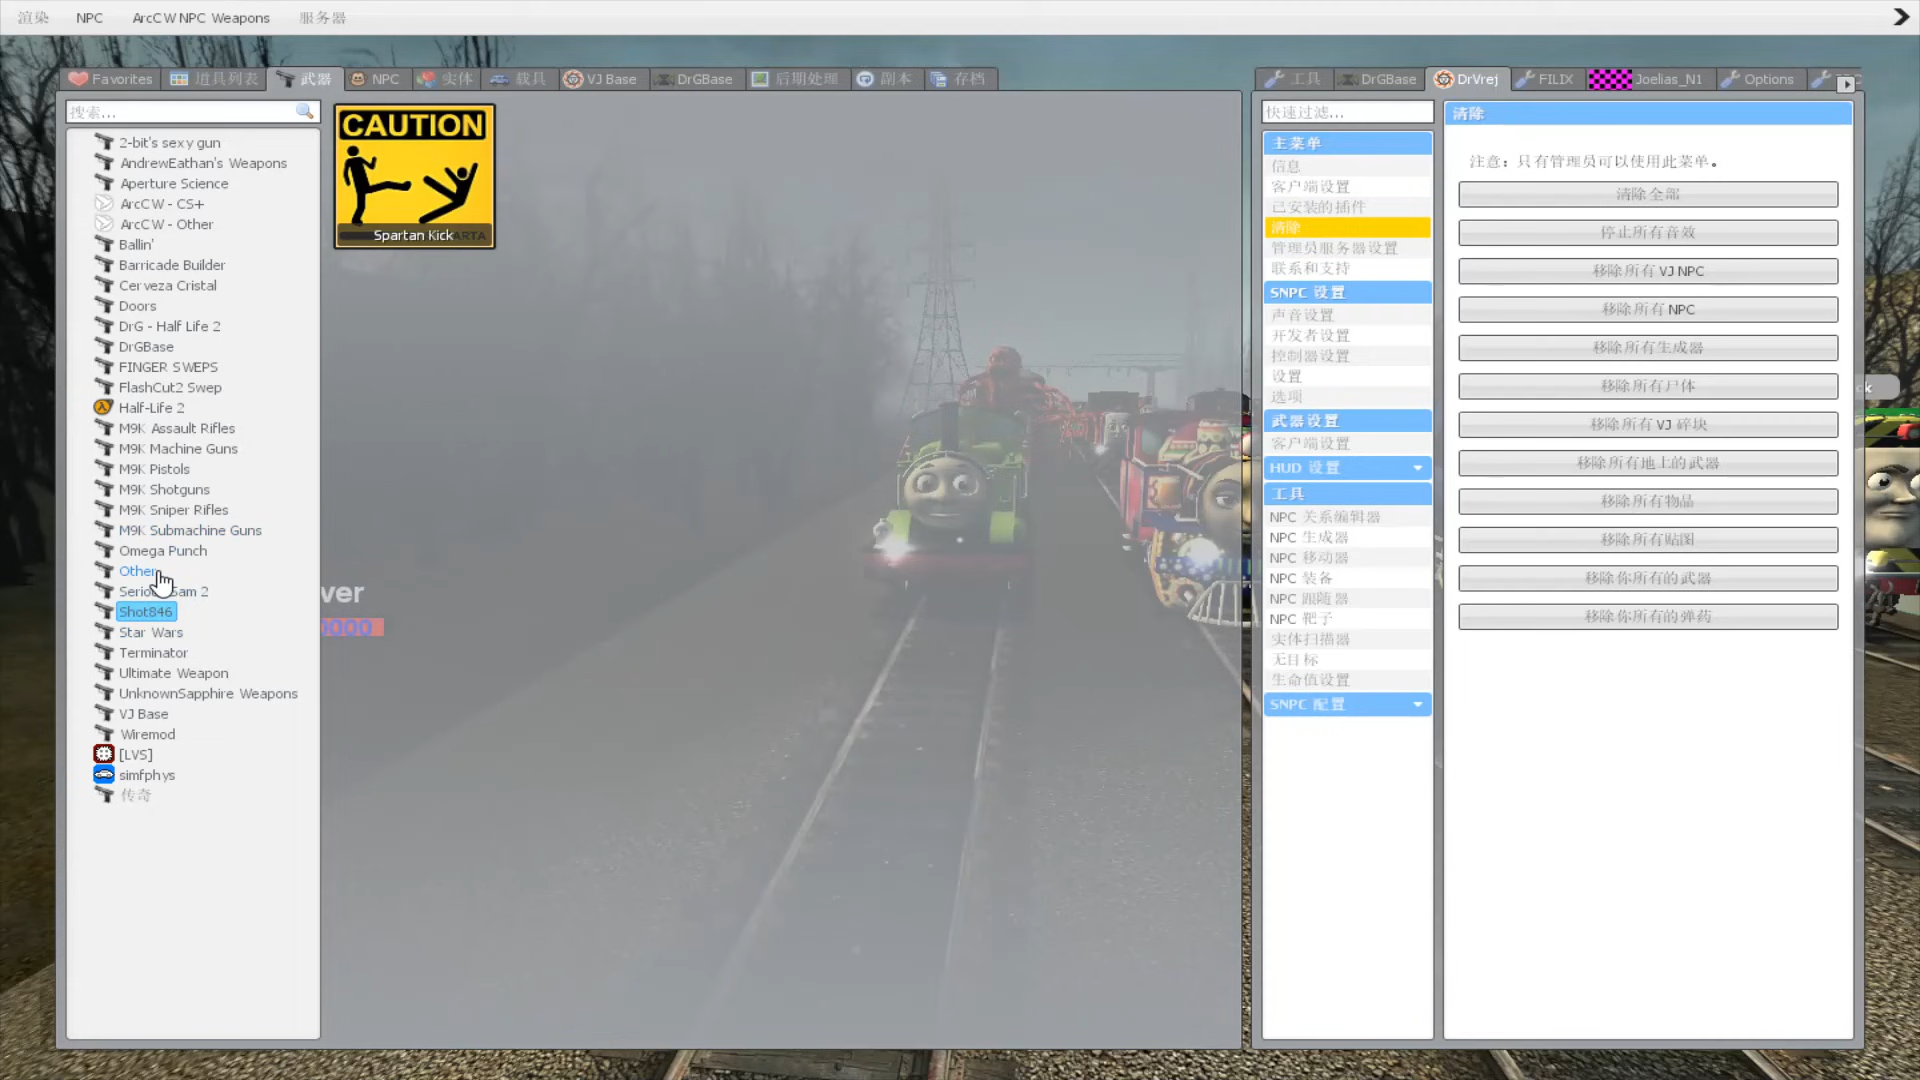 渲染 NPC ArcCW NPC Weapons 服务器
Favorites 道具列表 武器 NPC 实体 载具 VJ Base DrGBase 后期处理 副本 存档
搜索...
2-bit's sexy gun
AndrewEathan's Weapons
Aperture Science
ArcCW - CS+
ArcCW - Other
Ballin'
Barricade Builder
Cerveza Cristal
Doors
DrG - Half Life 2
DrGBase
FINGER SWEPS
FlashCut2 Swep
Half-Life 2
M9K Assault Rifles
M9K Machine Guns
M9K Pistols
M9K Shotguns
M9K Sniper Rifles
M9K Submachine Guns
Omega Punch
Other
Serious Sam 2
Shot846
Star Wars
Terminator
Ultimate Weapon
UnknownSapphire Weapons
VJ Base
Wiremod
[LVS]
simfphys
传奇
CAUTION
Spartan Kick
ver
0000
工具 DrGBase DrVrej FILIX Joelias_N1 Options
快速过滤...
主菜单
信息
客户端设置
已安装的插件
清除
管理员服务器设置
联系和支持
SNPC 设置
声音设置
开发者设置
控制器设置
设置
选项
武器设置
客户端设置
HUD 设置
工具
NPC 关系编辑器
NPC 生成器
NPC 移动器
NPC 装备
NPC 跟随器
NPC 靶子
实体扫描器
无目标
生命值设置
SNPC 配置
清除
注意：只有管理员可以使用此菜单。
清除全部
停止所有音效
移除所有 VJ NPC
移除所有 NPC
移除所有生成器
移除所有尸体
移除所有 VJ 碎块
移除所有地上的武器
移除所有物品
移除所有贴图
移除你所有的武器
移除你所有的弹药